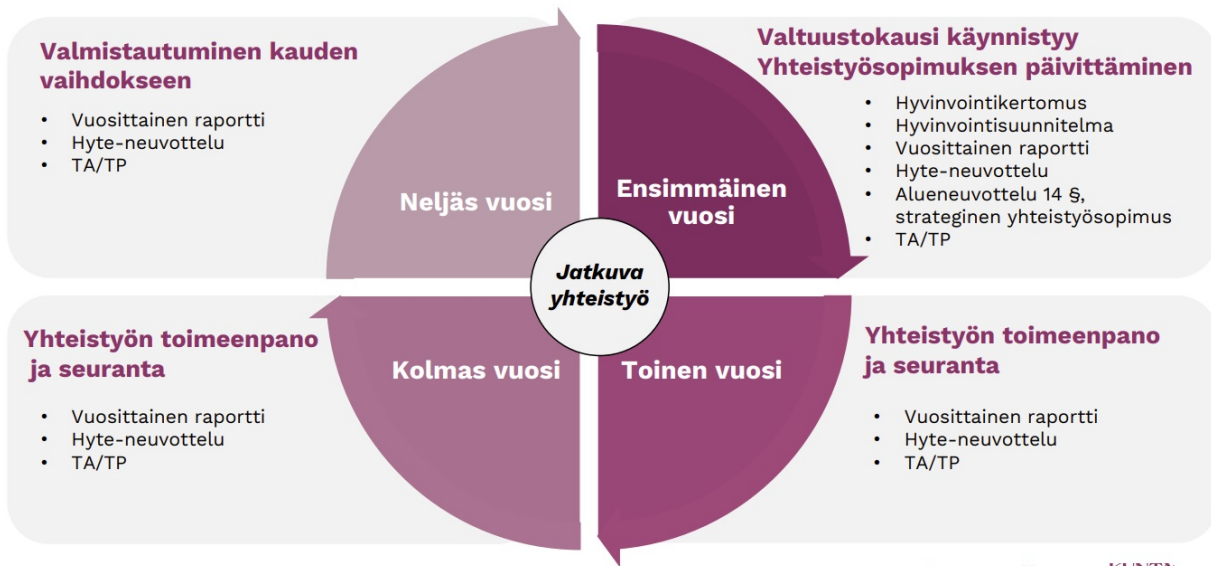 Valmistautuminen kauden
vaihdokseen
• Vuosittainen raportti
• Hyte-neuvottelu
• TA/TP
Valtuustokausi käynnistyy
Yhteistyösopimuksen päivittäminen
• Hyvinvointikertomus
• Hyvinvointisuunnitelma
• Vuosittainen raportti
• Hyte-neuvottelu
• Alueneuvottelu 14 §,
strateginen yhteistyösopimus
• TA/TP
Neljäs vuosi
Ensimmäinen
vuosi
Jatkuva
yhteistyö
Yhteistyön toimeenpano
ja seuranta
• Vuosittainen raportti
• Hyte-neuvottelu
• TA/TP
Kolmas vuosi
Toinen vuosi
Yhteistyön toimeenpano
ja seuranta
• Vuosittainen raportti
• Hyte-neuvottelu
• TA/TP